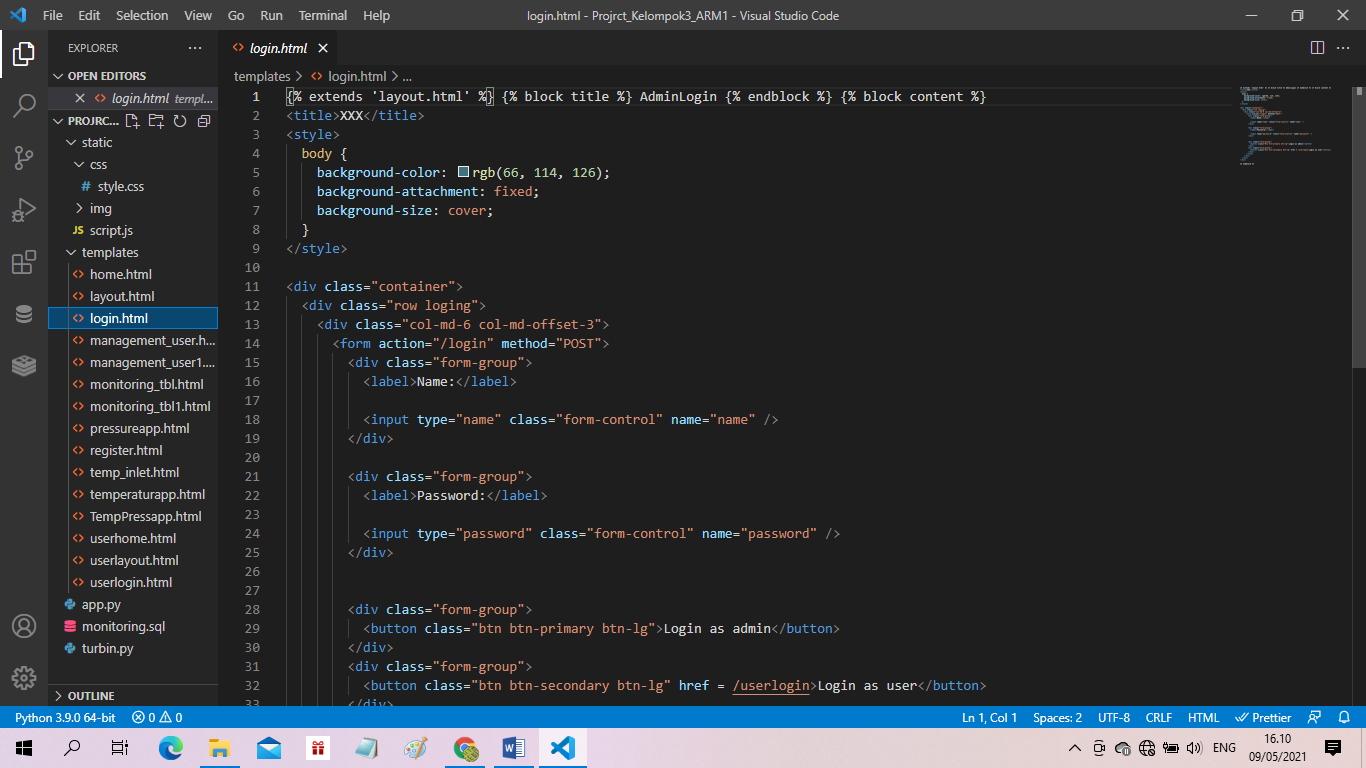 File Edit Selection View Go Run Terminal Help
login.html - Projrct_Kelompok3_ARM1 - Visual Studio Code
EXPLORER
OPEN EDITORS
login.html templ...
PROJRC...
static
css
# style.css
img
JS script.js
templates
home.html
layout.html
login.html
management_user.h...
management_user1....
monitoring_tbl.html
monitoring_tbl1.html
pressureapp.html
register.html
temp_inlet.html
temperaturapp.html
TempPressapp.html
userhome.html
userlayout.html
userlogin.html
app.py
monitoring.sql
turbin.py
OUTLINE
login.html
templates > login.html > ...
1 {% extends 'layout.html' %} {% block title %} AdminLogin {% endblock %} {% block content %}
2 <title>XXX</title>
3 <style>
4 body {
5 background-color: rgb(66, 114, 126);
6 background-attachment: fixed;
7 background-size: cover;
8 }
9 </style>
10
11 <div class="container">
12 <div class="row loging">
13 <div class="col-md-6 col-md-offset-3">
14 <form action="/login" method="POST">
15 <div class="form-group">
16 <label>Name:</label>
17
18 <input type="name" class="form-control" name="name" />
19 </div>
20
21 <div class="form-group">
22 <label>Password:</label>
23
24 <input type="password" class="form-control" name="password" />
25 </div>
26
27
28 <div class="form-group">
29 <button class="btn btn-primary btn-lg">Login as admin</button>
30 </div>
31 <div class="form-group">
32 <button class="btn btn-secondary btn-lg" href = /userlogin>Login as user</button>
33 </div>
Python 3.9.0 64-bit 0 0 Ln 1, Col 1 Spaces: 2 UTF-8 CRLF HTML Prettier
ENG
16.10
09/05/2021